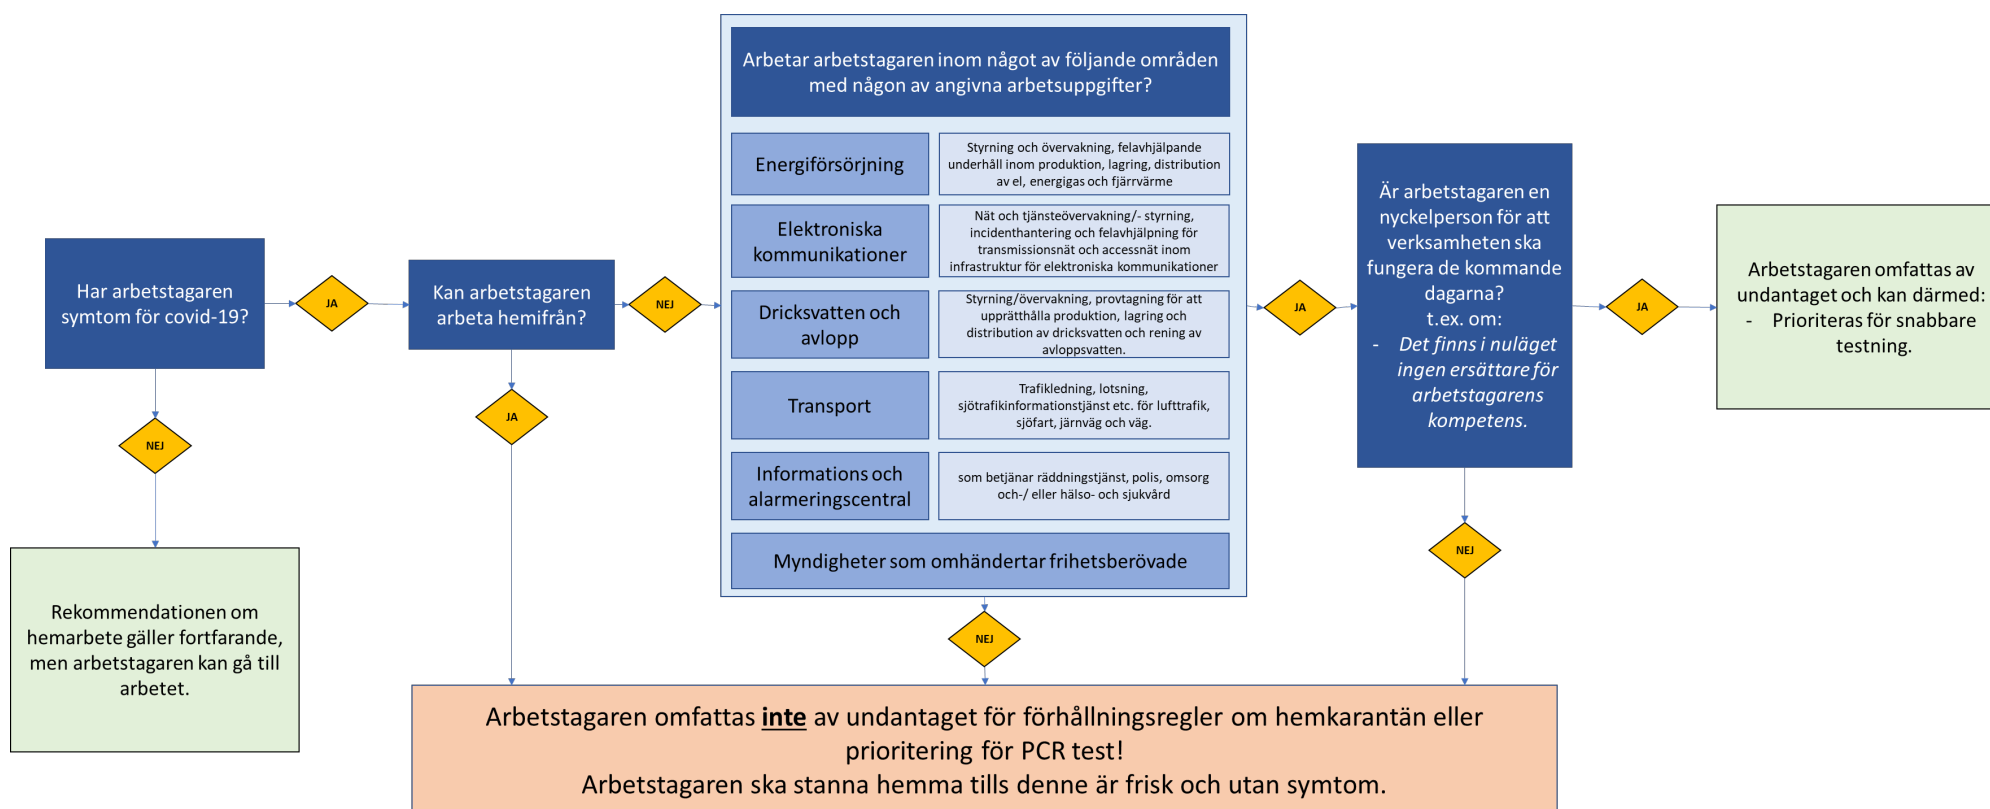 Har arbetstagaren
symtom för covid-19?
JA
NEJ
Rekommendationen om
hemarbete gäller fortfarande,
men arbetstagaren kan gå till
arbetet.
Kan arbetstagaren
arbeta hemifrån?
NEJ
JA
Arbetar arbetstagaren inom något av följande områden
med någon av angivna arbetsuppgifter?
Energiförsörjning
Styrning och övervakning, felavhjälpande
underhåll inom produktion, lagring, distribution
av el, energigas och fjärrvärme
Elektroniska
kommunikationer
Nät och tjänsteövervakning/- styrning,
incidenthantering och felavhjälpning för
transmissionsnät och accessnät inom
infrastruktur för elektroniska kommunikationer
Dricksvatten och
avlopp
Styrning/övervakning, provtagning för att
upprätthålla produktion, lagring och
distribution av dricksvatten och rening av
avloppsvatten.
Transport
Trafikledning, lotsning,
sjötrafikinformationstjänst etc. för lufttrafik,
sjöfart, järnväg och väg.
Informations och
alarmeringscentral
som betjänar räddningstjänst, polis, omsorg
och-/ eller hälso- och sjukvård
Myndigheter som omhändertar frihetsberövade
JA
NEJ
Är arbetstagaren en
nyckelperson för att
verksamheten ska
fungera de kommande
dagarna?
t.ex. om:
- Det finns i nuläget
ingen ersättare för
arbetstagarens
kompetens.
JA
NEJ
Arbetstagaren omfattas av
undantaget och kan därmed:
- Prioriteras för snabbare
testning.
Arbetstagaren omfattas inte av undantaget för förhållningsregler om hemkarantän eller
prioritering för PCR test!
Arbetstagaren ska stanna hemma tills denne är frisk och utan symtom.